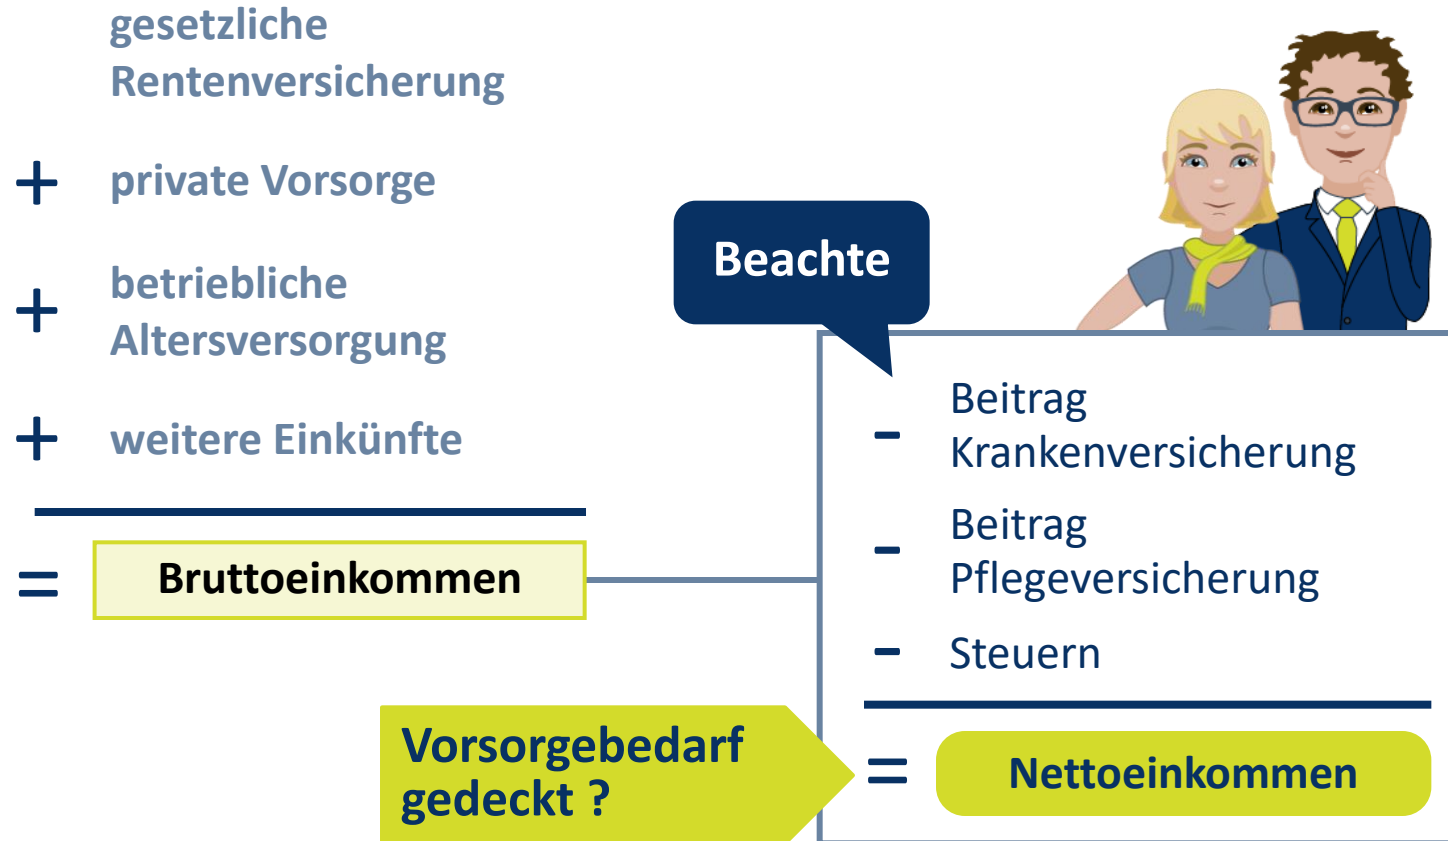 gesetzliche
Rentenversicherung
+ private Vorsorge
+ betriebliche
Altersversorgung
+ weitere Einkünfte
= Bruttoeinkommen
Beachte
- Beitrag
Krankenversicherung
- Beitrag
Pflegeversicherung
- Steuern
Vorsorgebedarf
gedeckt ?
= Nettoeinkommen